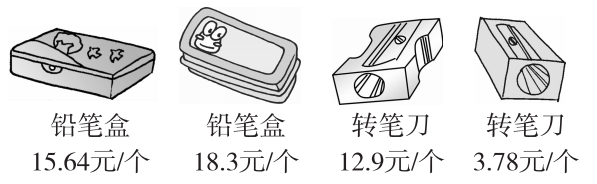 铅笔盒 铅笔盒 转笔刀 转笔刀
15.64元/个 18.3元/个 12.9元/个 3.78元/个